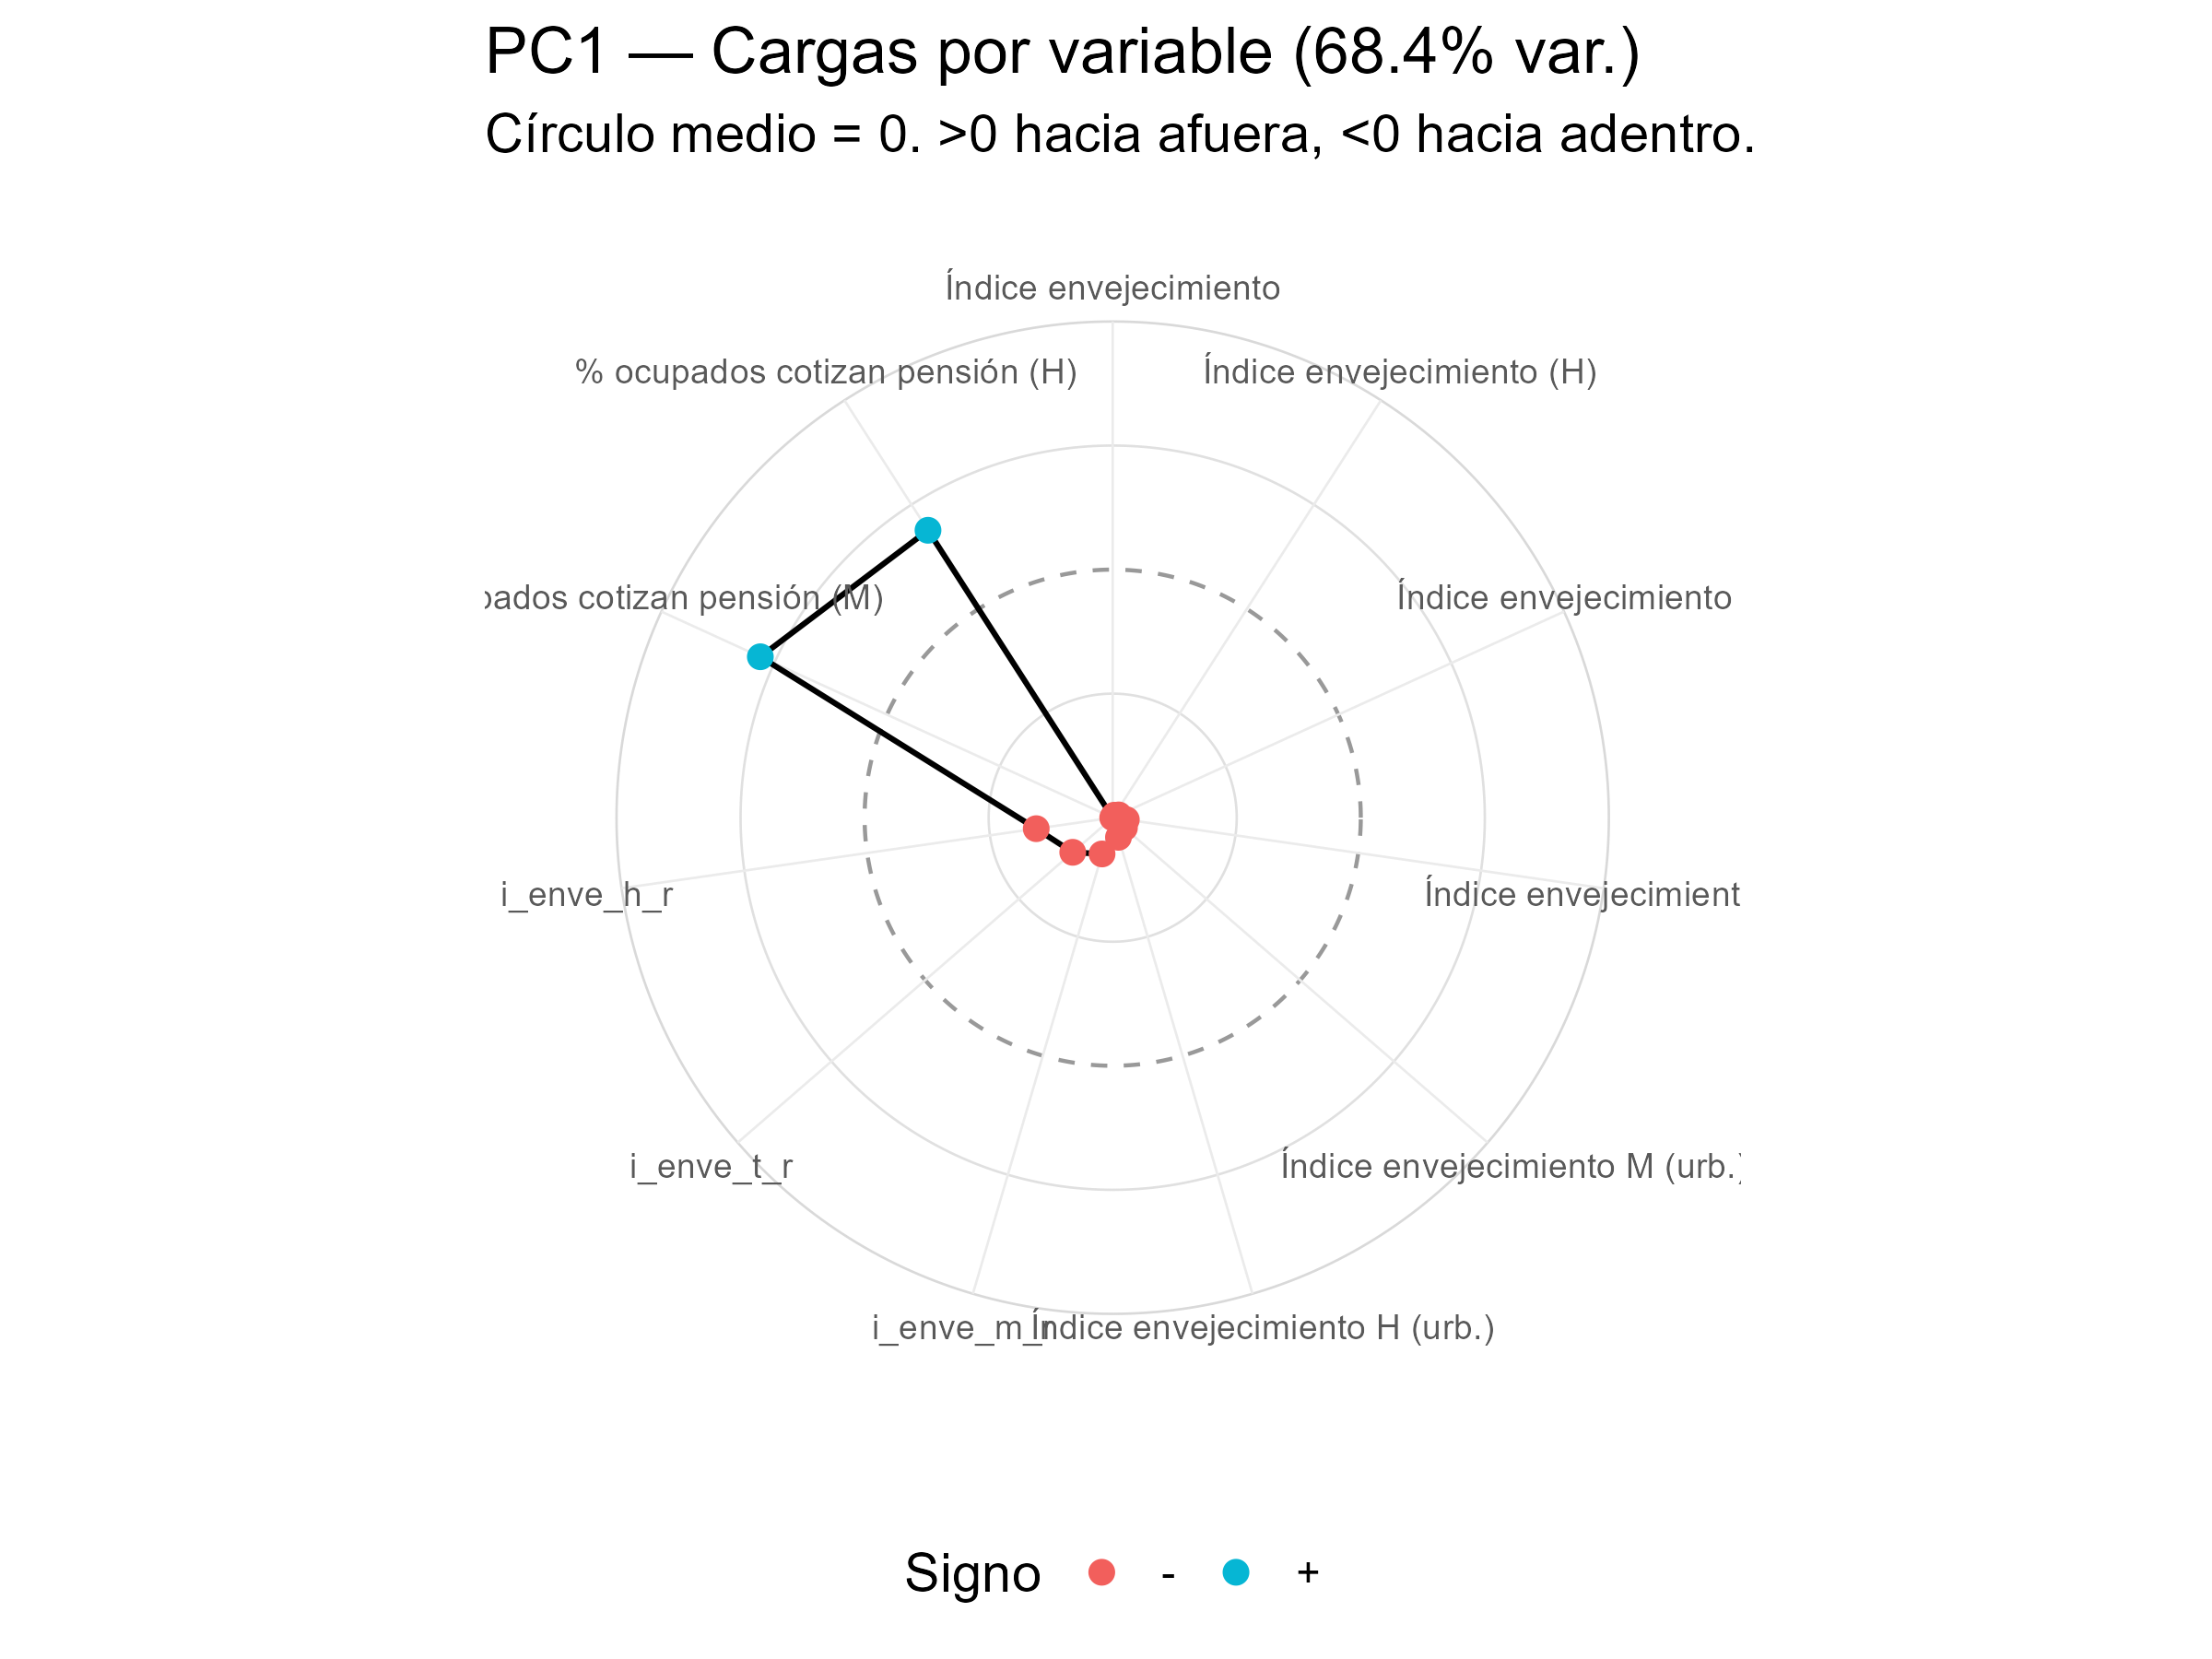 PC1 — Cargas por variable (68.4% var.)
Círculo medio = 0. >0 hacia afuera, <0 hacia adentro.
Índice envejecimiento
% ocupados cotizan pensión (H)
Índice envejecimiento (H)
pados cotizan pensión (M)
Índice envejecimiento
i_enve_h_r
Índice envejecimient
i_enve_t_r
Índice envejecimiento M (urb.)
i_enve_m_r
Índice envejecimiento H (urb.)
Signo - +